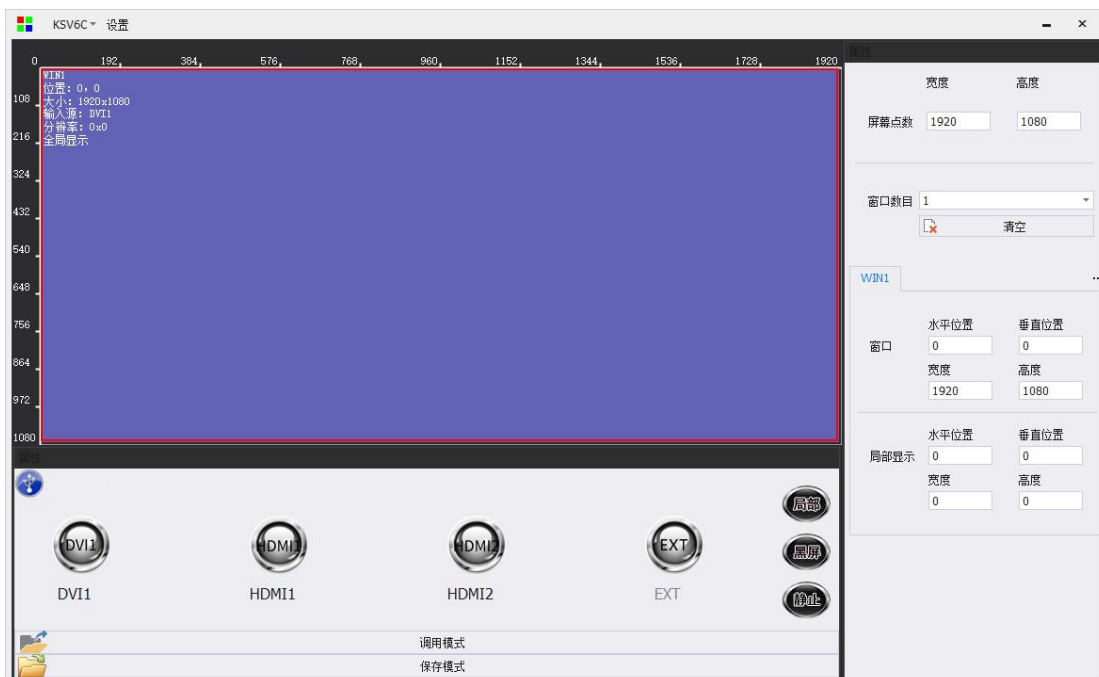 KSV6C 设置
0 192 384 576 768 960 1152 1344 1536 1728 1920
108
216
324
432
540
648
756
864
972
1080
WIN1
位置: 0, 0
大小: 1920x1080
输入源: DVI1
分辨率: 0x0
全局显示
属性
宽度 高度
屏幕点数 1920 1080
窗口数目 1
清空
WIN1 ...
水平位置 垂直位置
窗口 0 0
宽度 高度
1920 1080
水平位置 垂直位置
局部显示 0 0
宽度 高度
0 0
属性
DVI1 HDMI1 HDMI2 EXT
DVI1 HDMI1 HDMI2 EXT
局部
黑屏
静止
调用模式
保存模式